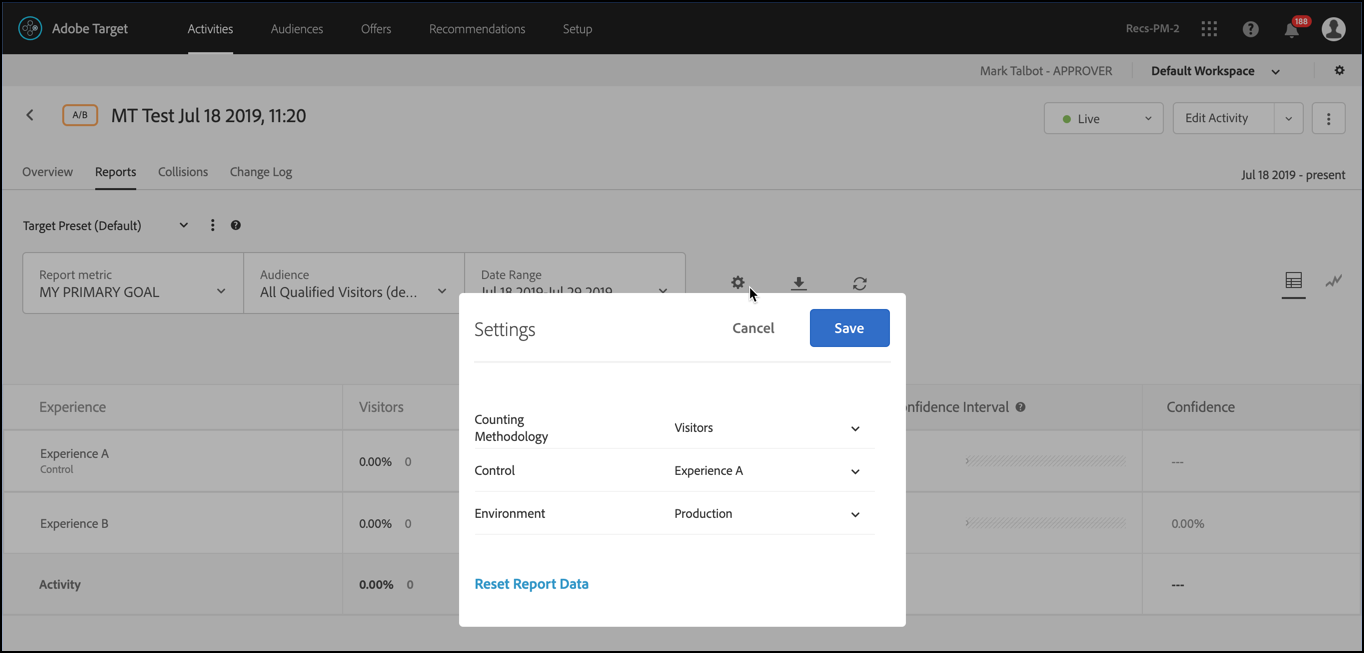 Adobe Target
Activities
Audiences
Offers
Recommendations
Setup
Recs-PM-2
188
Mark Talbot - APPROVER
Default Workspace
A/B
MT Test Jul 18 2019, 11:20
Live
Edit Activity
Overview
Reports
Collisions
Change Log
Jul 18 2019 - present
Target Preset (Default)
Report metric
MY PRIMARY GOAL
Audience
All Qualified Visitors (de...
Date Range
Jul 18 2019-Jul 29 2019
Settings
Cancel
Save
Counting
Methodology
Visitors
Control
Experience A
Environment
Production
Reset Report Data
Experience
Visitors
nfidence Interval
Confidence
Experience A
Control
0.00% 0
---
Experience B
0.00% 0
0.00%
Activity
0.00% 0
---